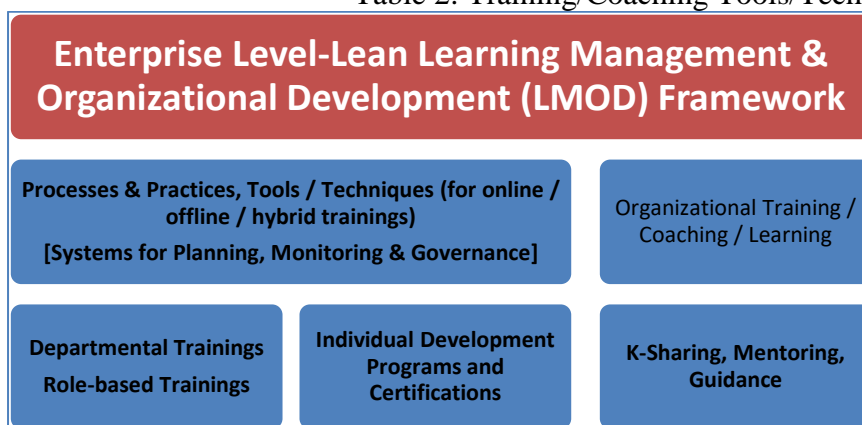 Table 2: Training/Coaching Tools/Tech
Enterprise Level-Lean Learning Management &
Organizational Development (LMOD) Framework
Processes & Practices, Tools / Techniques (for online /
offline / hybrid trainings)
[Systems for Planning, Monitoring & Governance]
Organizational Training /
Coaching / Learning
Departmental Trainings
Role-based Trainings
Individual Development
Programs and
Certifications
K-Sharing, Mentoring,
Guidance